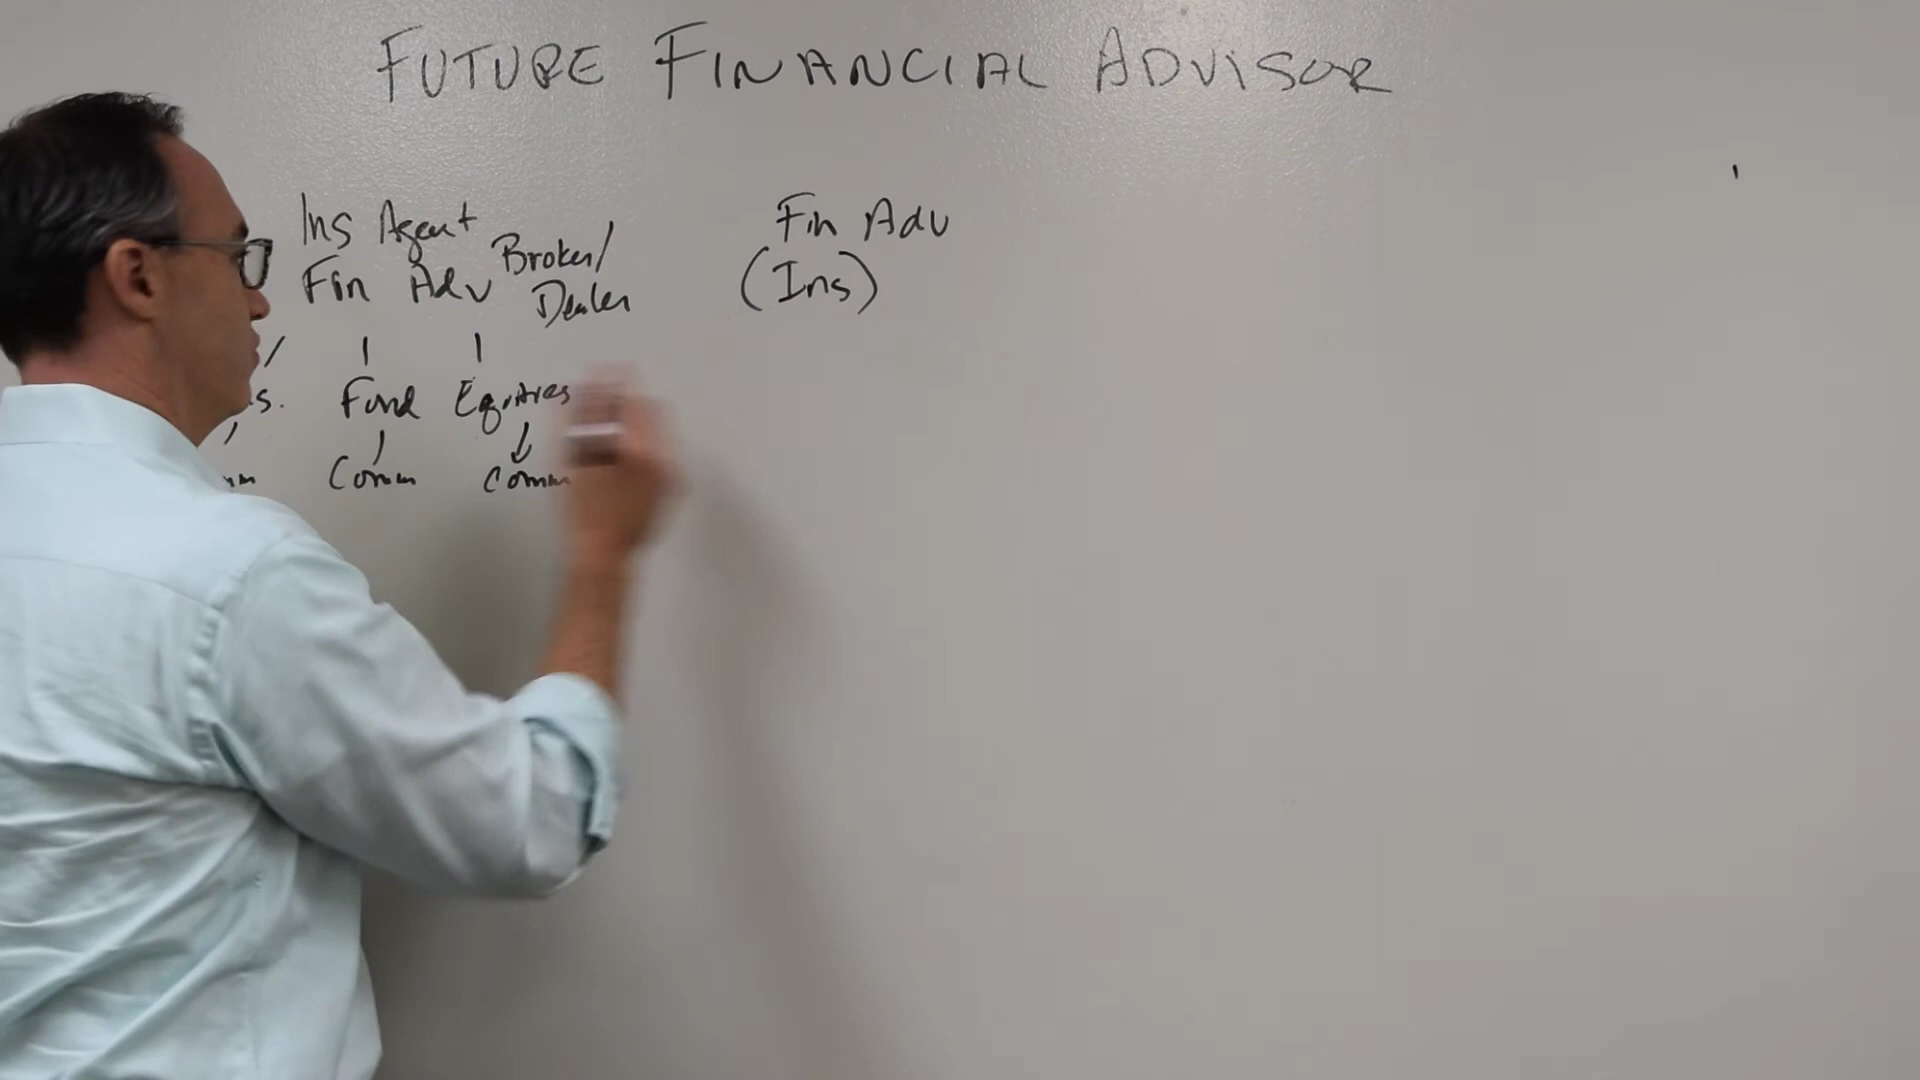 FUTURE FINANCIAL ADVISOR
Ins Agent
Fin Adv Broker/
Dealer
Fin Adv
(Ins)
s. Fund Equities
Comm Comm